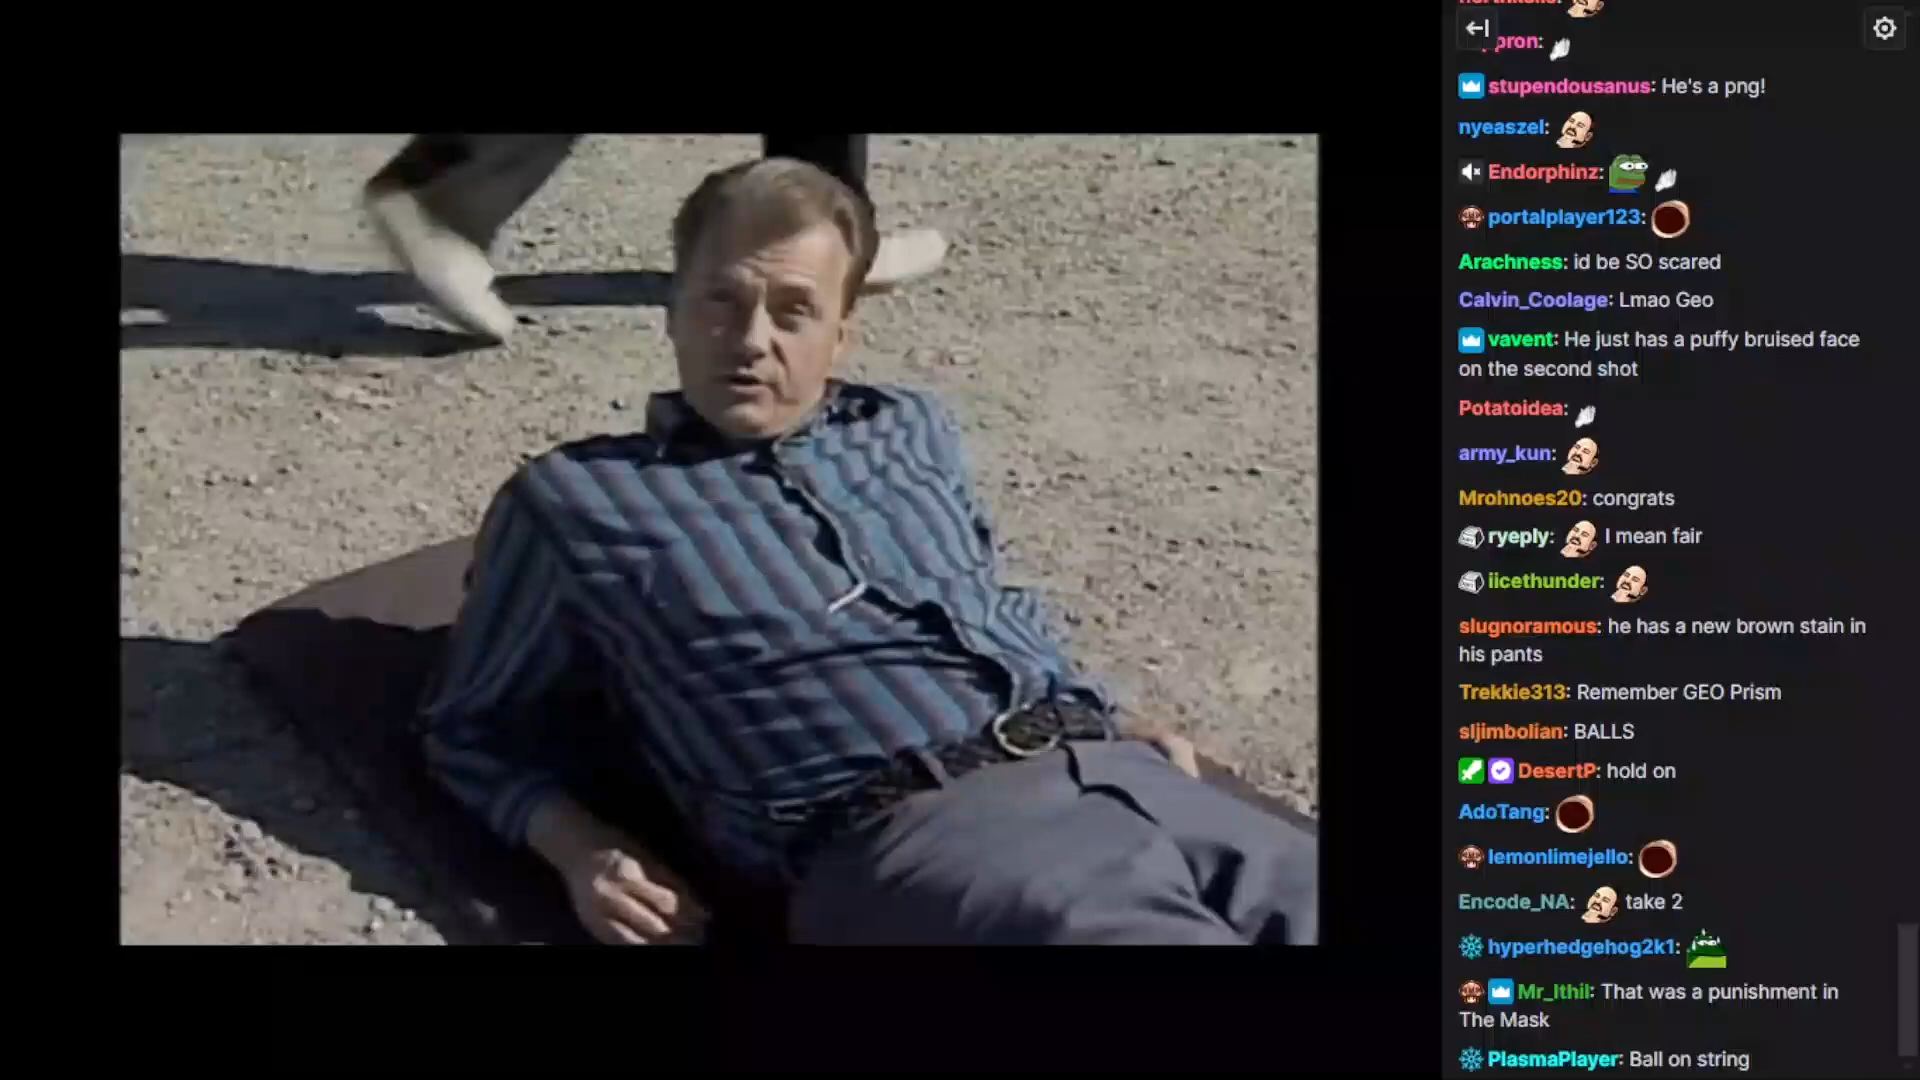 pron:
stupendousanus: He's a png!
nyeaszel:
Endorphinz:
portalplayer123:
Arachness: id be SO scared
Calvin_Coolage: Lmao Geo
vavent: He just has a puffy bruised face
on the second shot
Potatoidea:
army_kun:
Mrohnoes20: congrats
ryeply: I mean fair
iicethunder:
slugnoramous: he has a new brown stain in
his pants
Trekkie313: Remember GEO Prism
sljimbolian: BALLS
DesertP: hold on
AdoTang:
lemonlimejello:
Encode_NA: take 2
hyperhedgehog2k1:
Mr_Ithil: That was a punishment in
The Mask
PlasmaPlayer: Ball on string